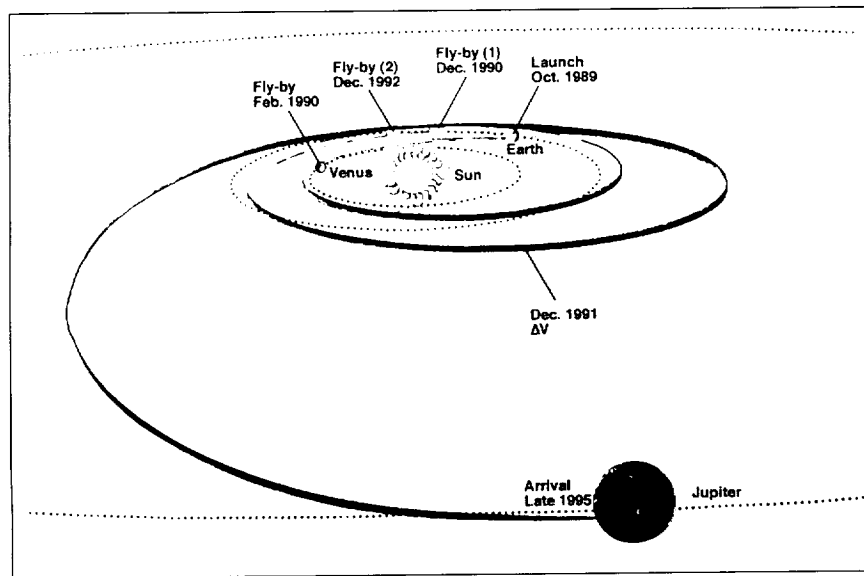 Fly-by (1)
Dec. 1990
Launch
Oct. 1989
Fly-by (2)
Dec. 1992
Fly-by
Feb. 1990
Earth
Venus
Sun
Dec. 1991
ΔV
Arrival
Late 1995
Jupiter